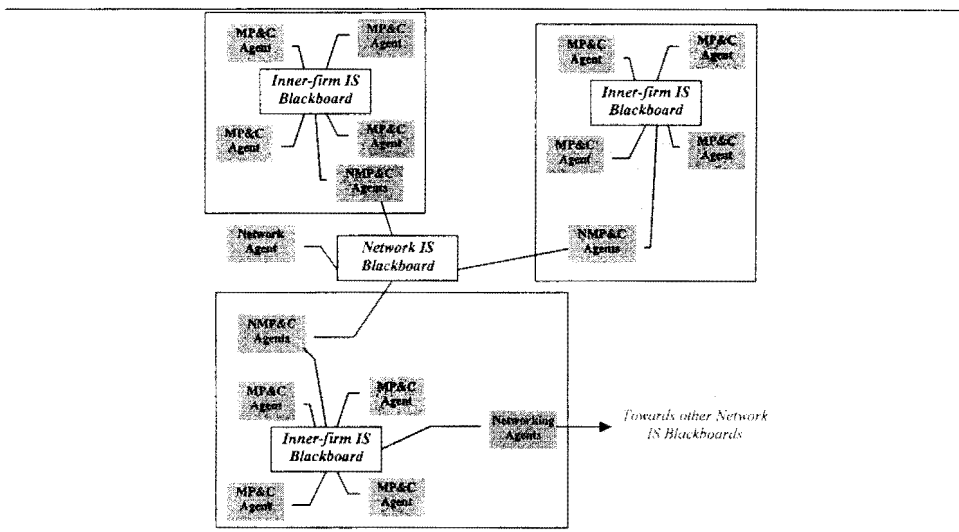 MP&C
Agent
MP&C
Agent
Inner-firm IS
Blackboard
MP&C
Agent
MP&C
Agent
NMP&C
Agents
MP&C
Agent
MP&C
Agent
Inner-firm IS
Blackboard
MP&C
Agent
MP&C
Agent
NMP&C
Agents
Network
Agent
Network IS
Blackboard
NMP&C
Agents
MP&C
Agent
MP&C
Agent
Inner-firm IS
Blackboard
MP&C
Agent
MP&C
Agent
Networking
Agents
Towards other Network
IS Blackboards